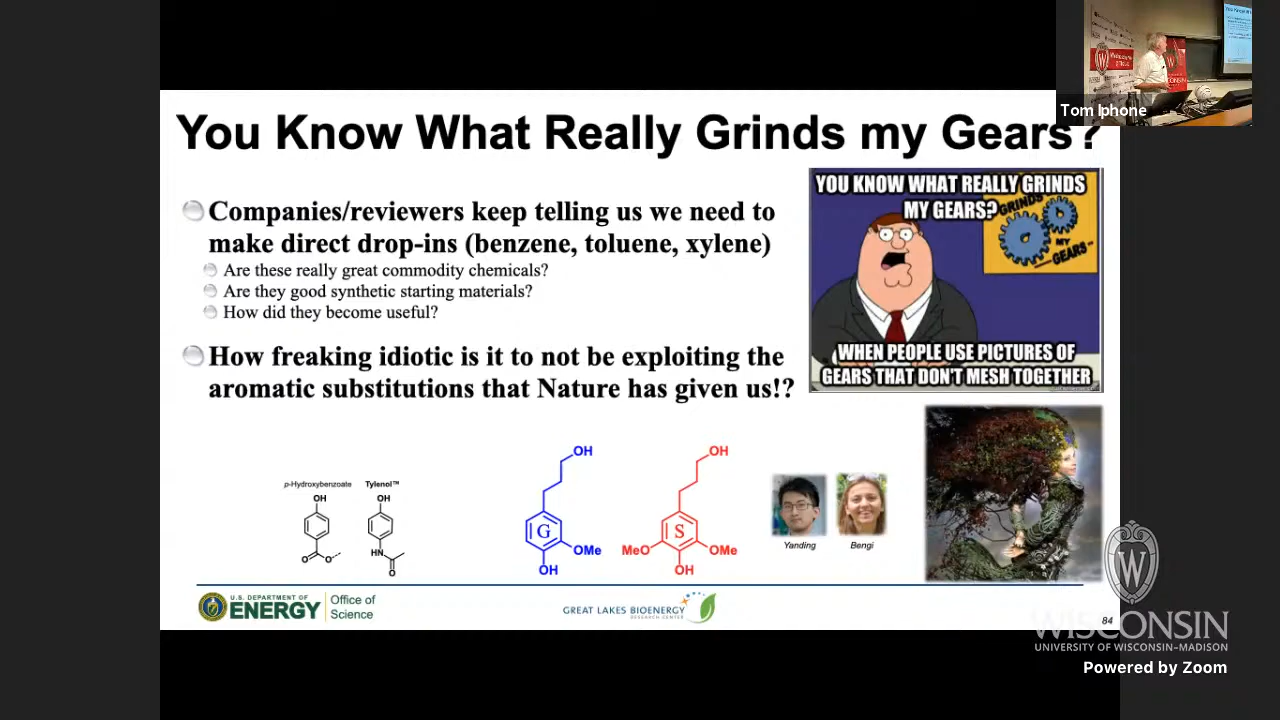 Tom Iphone
You Know What Really Grinds my Gears?
Companies/reviewers keep telling us we need to
make direct drop-ins (benzene, toluene, xylene)
Are these really great commodity chemicals?
Are they good synthetic starting materials?
How did they become useful?
How freaking idiotic is it to not be exploiting the
aromatic substitutions that Nature has given us!?
YOU KNOW WHAT REALLY GRINDS
MY GEARS?
GRINDS
MY
GEARS
WHEN PEOPLE USE PICTURES OF
GEARS THAT DON'T MESH TOGETHER
p-Hydroxybenzoate
OH
O
O
Tylenol™
OH
HN
O
OH
G
OMe
OH
OH
S
MeO
OMe
OH
Yanding
Bengi
U.S. DEPARTMENT OF
ENERGY
Office of
Science
GREAT LAKES BIOENERGY
RESEARCH CENTER
84
W
WISCONSIN
UNIVERSITY OF WISCONSIN–MADISON
Powered by Zoom